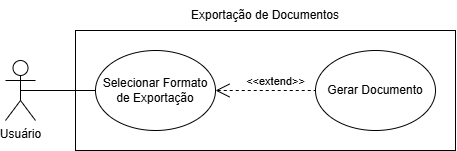 Exportação de Documentos
Selecionar Formato
de Exportação
<<extend>>
Gerar Documento
Usuário